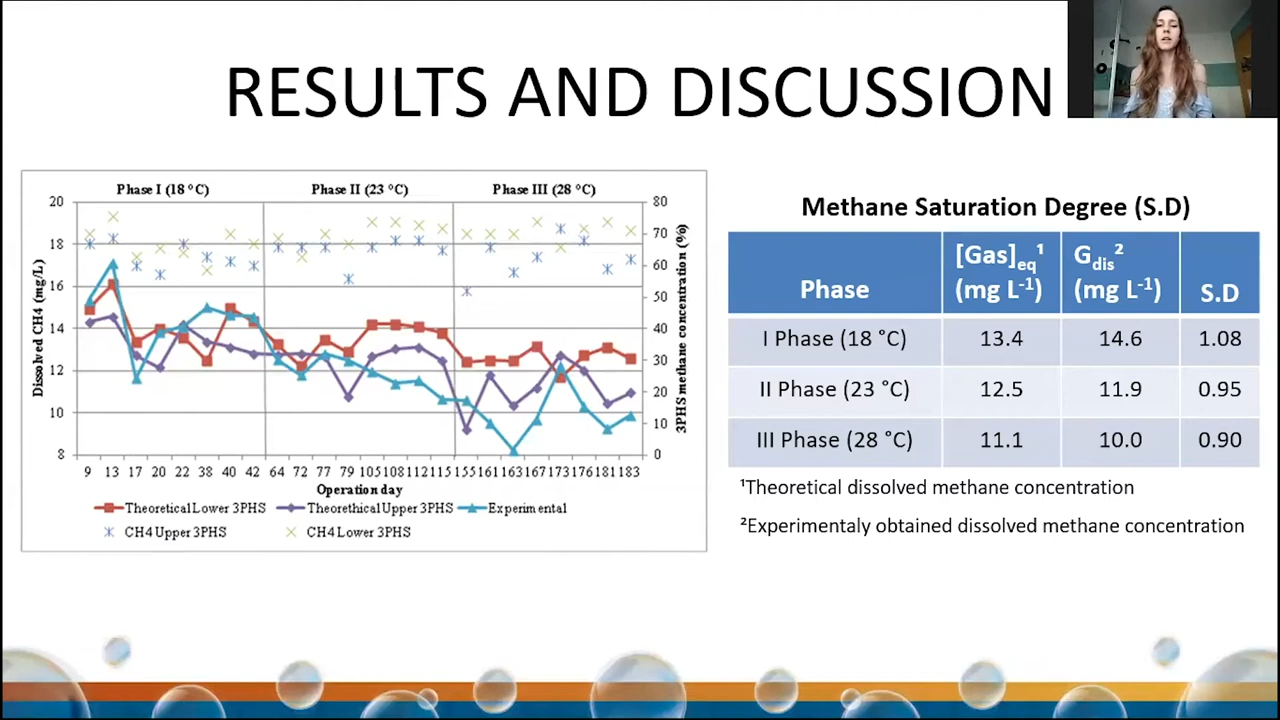 RESULTS AND DISCUSSION
Phase I (18 °C) Phase II (23 °C) Phase III (28 °C)
20 18 16 14 12 10 8
Dissolved CH4 (mg/L)
80 70 60 50 40 30 20 10 0
3PHS methane concentration (%)
9 13 17 20 22 38 40 42 64 72 77 79 105 108 112 115 155 161 163 167 173 176 181 183
Operation day
Theoretical Lower 3PHS Theorethical Upper 3PHS Experimental
CH4 Upper 3PHS CH4 Lower 3PHS
Methane Saturation Degree (S.D)
Phase [Gas]eq¹ (mg L⁻¹) Gdis² (mg L⁻¹) S.D
I Phase (18 °C) 13.4 14.6 1.08
II Phase (23 °C) 12.5 11.9 0.95
III Phase (28 °C) 11.1 10.0 0.90
¹Theoretical dissolved methane concentration
²Experimentaly obtained dissolved methane concentration